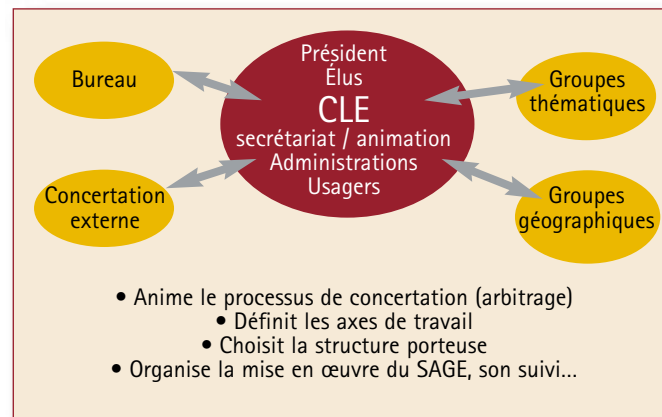 Bureau
Président
Élus
CLE
secrétariat / animation
Administrations
Usagers
Groupes
thématiques
Concertation
externe
Groupes
géographiques
• Anime le processus de concertation (arbitrage)
• Définit les axes de travail
• Choisit la structure porteuse
• Organise la mise en œuvre du SAGE, son suivi...